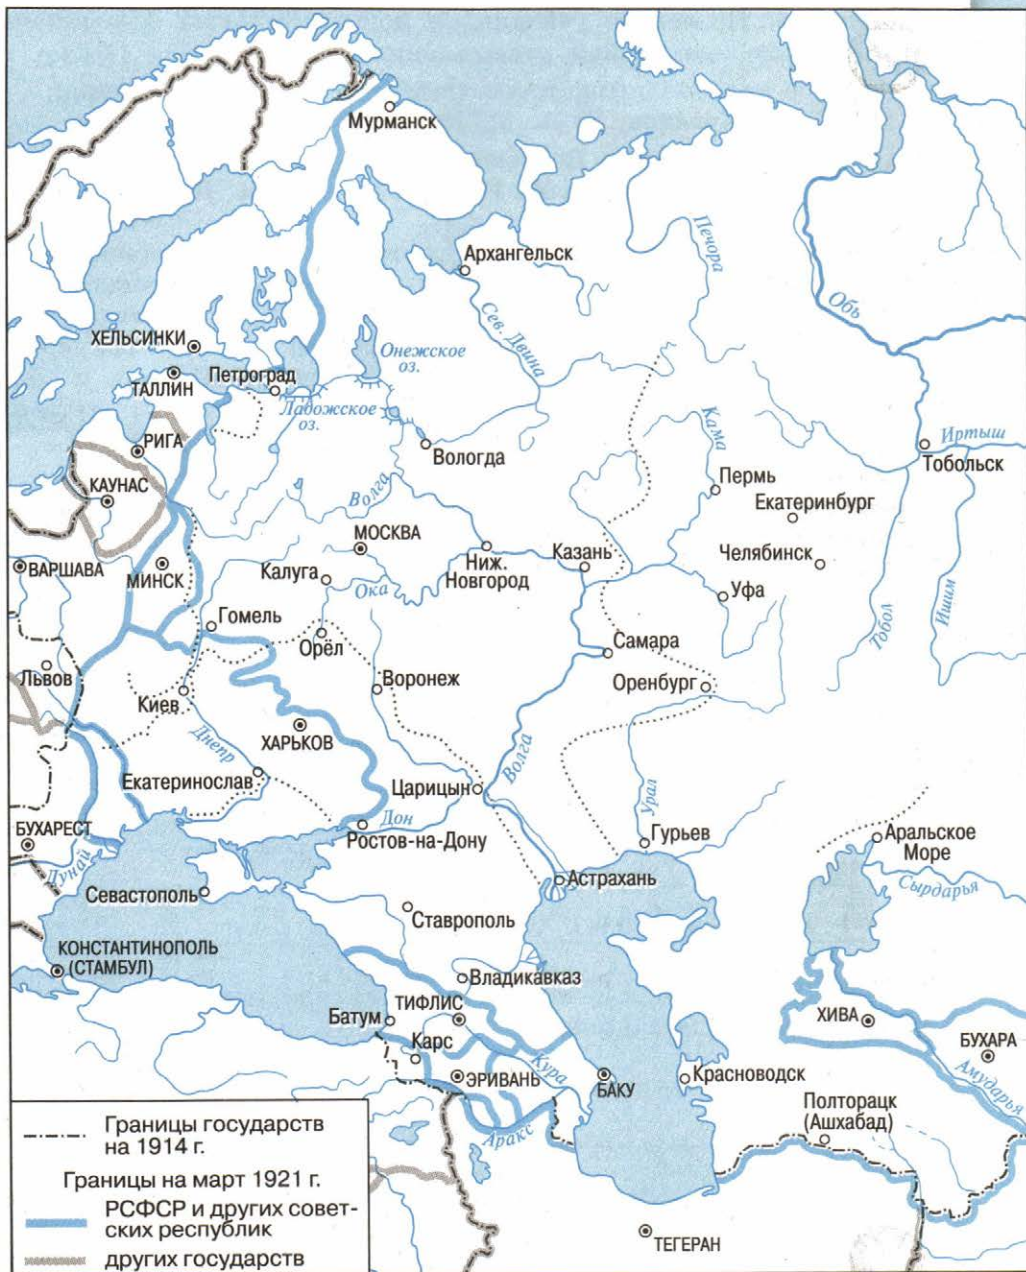 Мурманск
Печора
Архангельск
Обь
Сев. Двина
ХЕЛЬСИНКИ
Онежское
оз.
ТАЛЛИН
Петроград
Ладожское
оз.
Кама
РИГА
Вологда
Иртыш
Тобольск
КАУНАС
Волга
Пермь
Екатеринбург
МОСКВА
ВАРШАВА
МИНСК
Калуга
Ока
Ниж.
Новгород
Казань
Челябинск
Уфа
Тобол
Ишим
Гомель
Орёл
Самара
Львов
Киев
Воронеж
Оренбург
Днепр
ХАРЬКОВ
Волга
Екатеринослав
Царицын
Урал
Дон
БУХАРЕСТ
Ростов-на-Дону
Гурьев
Аральское
Море
Дунай
Севастополь
Астрахань
Сырдарья
Ставрополь
КОНСТАНТИНОПОЛЬ
(СТАМБУЛ)
Владикавказ
ТИФЛИС
Батум
ХИВА
Карс
БУХАРА
Кура
ЭРИВАНЬ
БАКУ
Красноводск
Амударья
Полторацк
(Ашхабад)
Аракс
ТЕГЕРАН
Границы государств
на 1914 г.
Границы на март 1921 г.
РСФСР и других совет-
ских республик
других государств